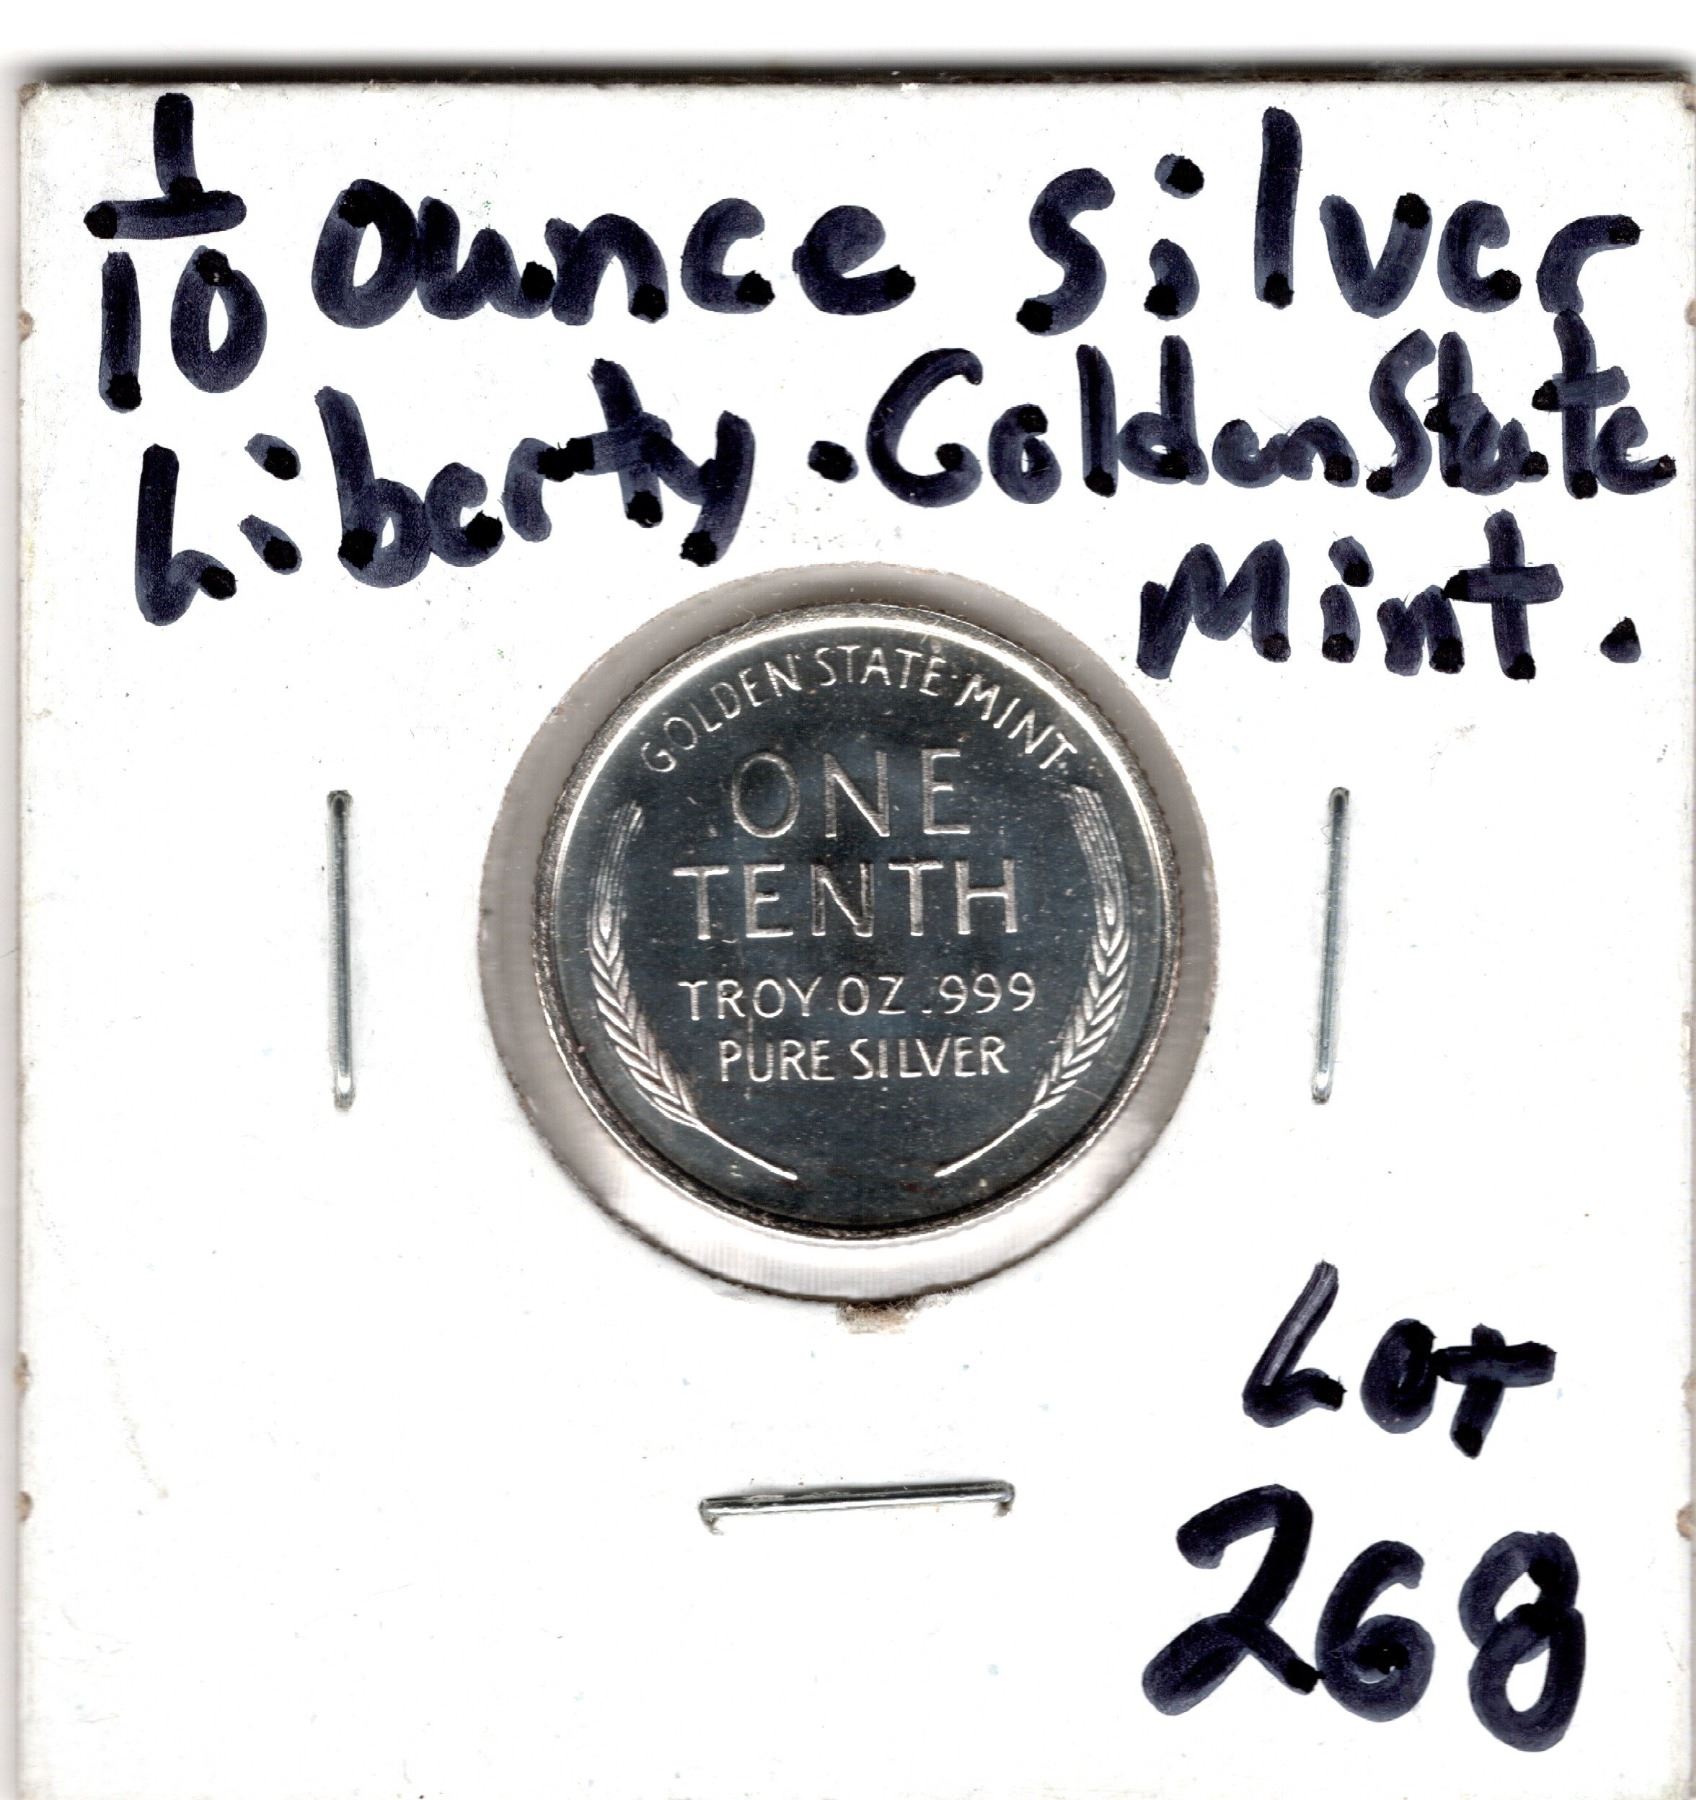 1/10 ounce silver
Liberty. Golden State
Mint.
GOLDEN STATE MINT
ONE
TENTH
TROY OZ .999
PURE SILVER
Lot
268